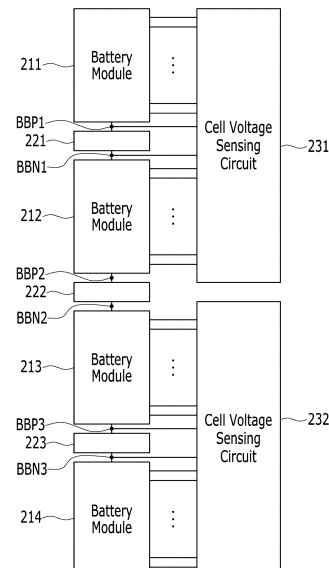 211
Battery
Module
BBP1
221
BBN1
Cell Voltage
Sensing
Circuit
231
212
Battery
Module
BBP2
222
BBN2
213
Battery
Module
BBP3
223
BBN3
Cell Voltage
Sensing
Circuit
232
214
Battery
Module